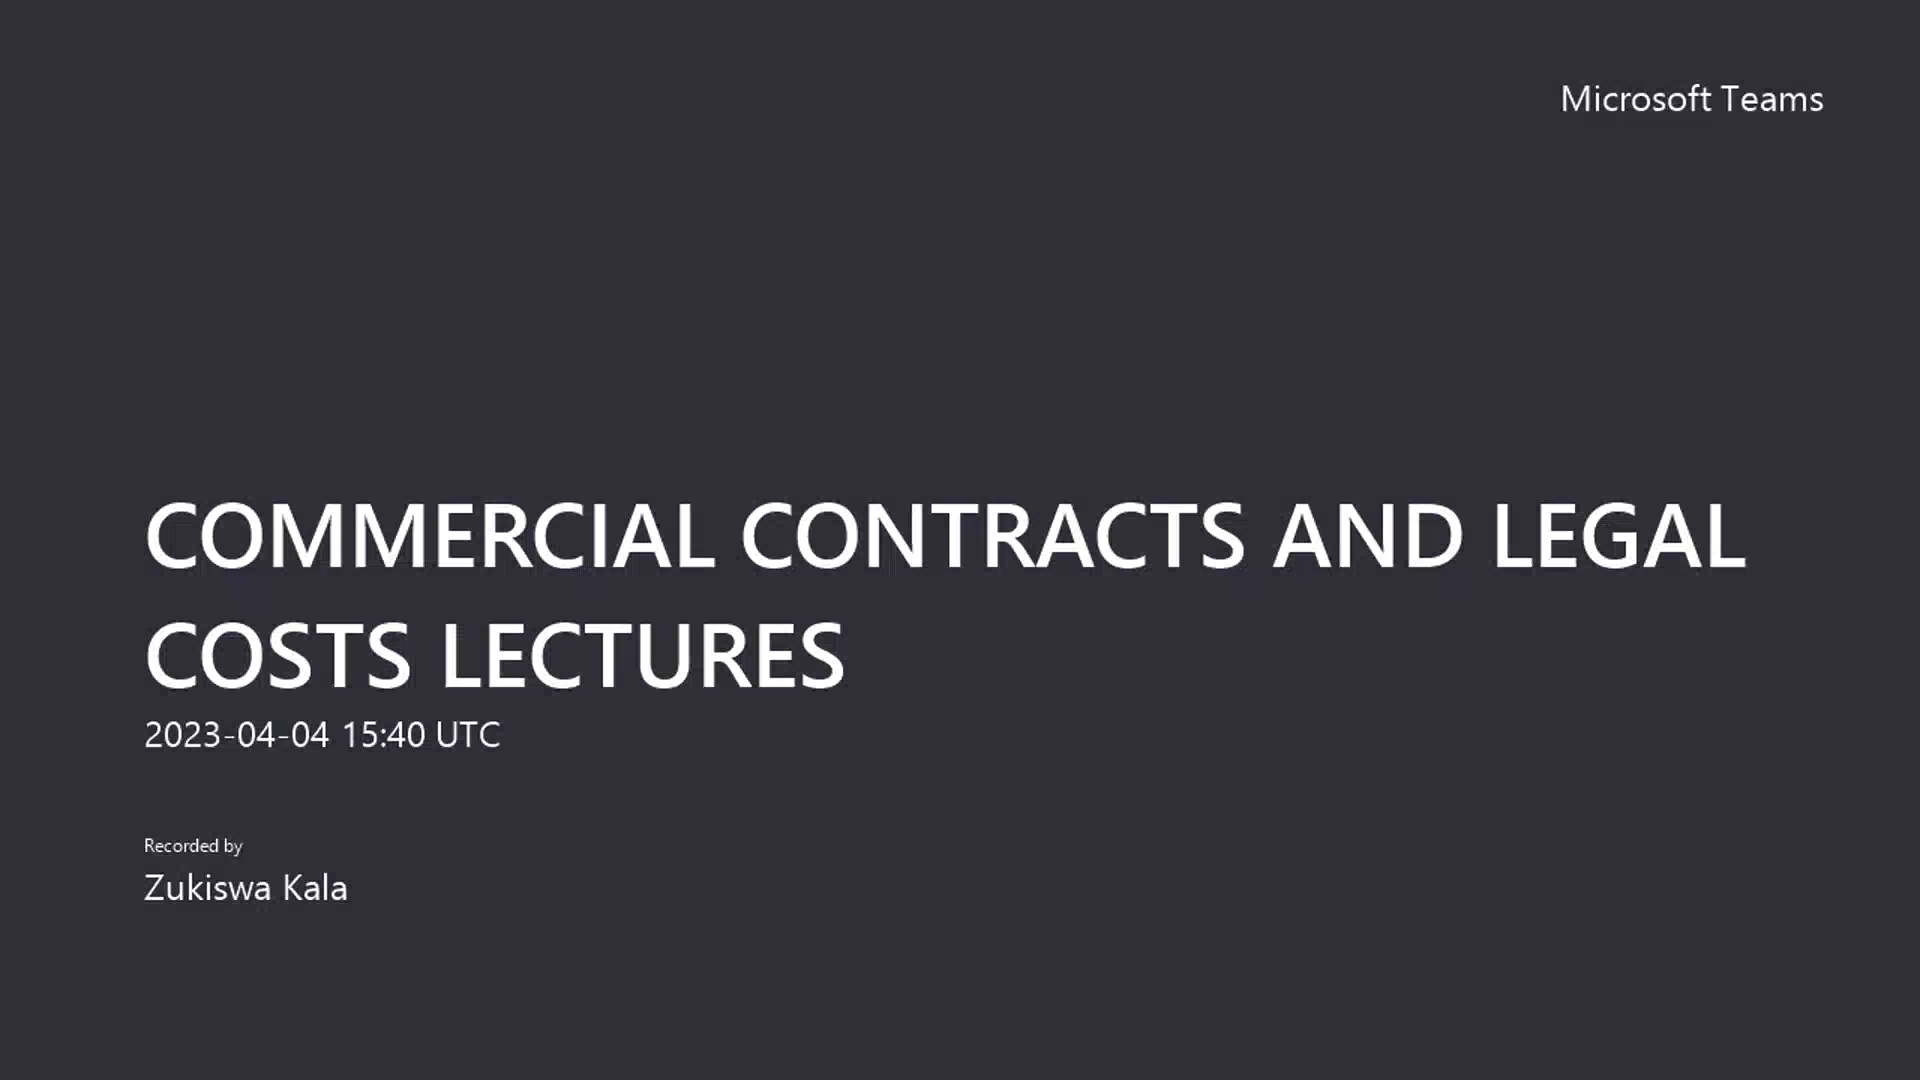 Microsoft Teams
COMMERCIAL CONTRACTS AND LEGAL
COSTS LECTURES
2023-04-04 15:40 UTC
Recorded by
Zukiswa Kala